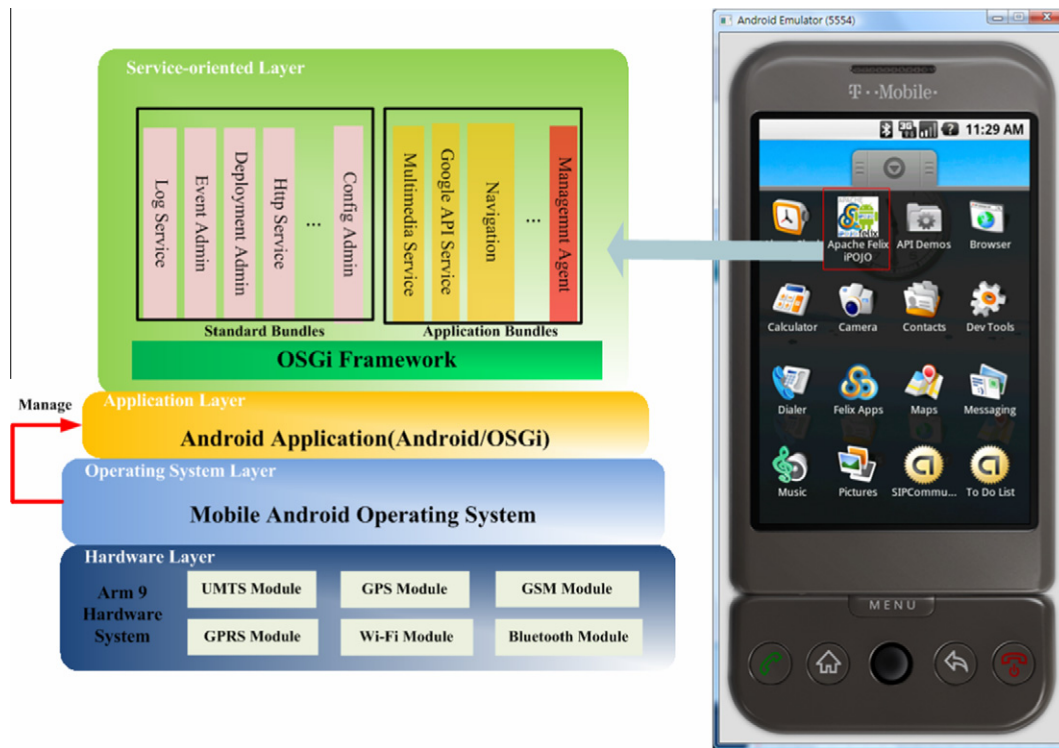 Service-oriented Layer
Log Service
Event Admin
Deployment Admin
Http Service
...
Config Admin
Standard Bundles
Multimedia Service
Google API Service
Navigation
...
Managemnt Agent
Application Bundles
OSGi Framework
Manage
Application Layer
Android Application(Android/OSGi)
Operating System Layer
Mobile Android Operating System
Hardware Layer
Arm 9
Hardware
System
UMTS Module
GPS Module
GSM Module
GPRS Module
Wi-Fi Module
Bluetooth Module
Android Emulator (5554)
T··Mobile·
3G
11:29 AM
APACHE
felix
Apache Felix
iPOJO
API Demos
Browser
Calculator
Camera
Contacts
Dev Tools
Dialer
Felix Apps
Maps
Messaging
Music
Pictures
SIPCommu...
To Do List
MENU